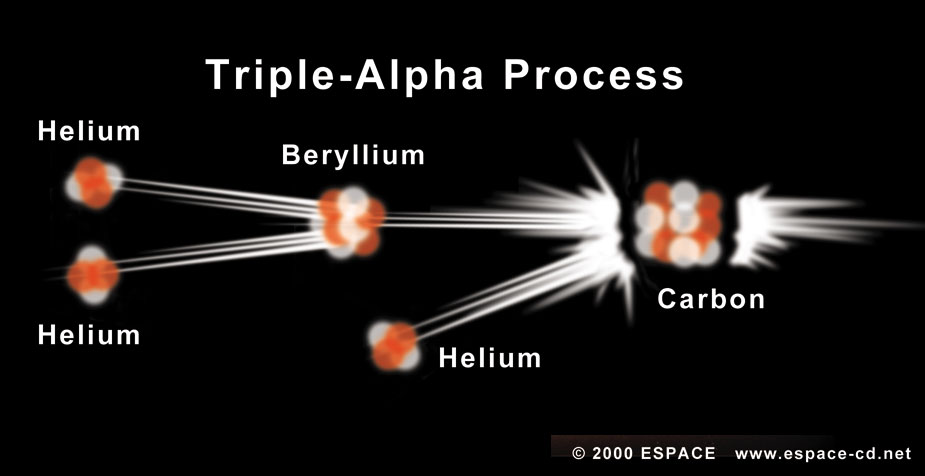 Triple-Alpha Process
Helium
Beryllium
Helium
Helium
Carbon
© 2000 ESPACE www.espace-cd.net